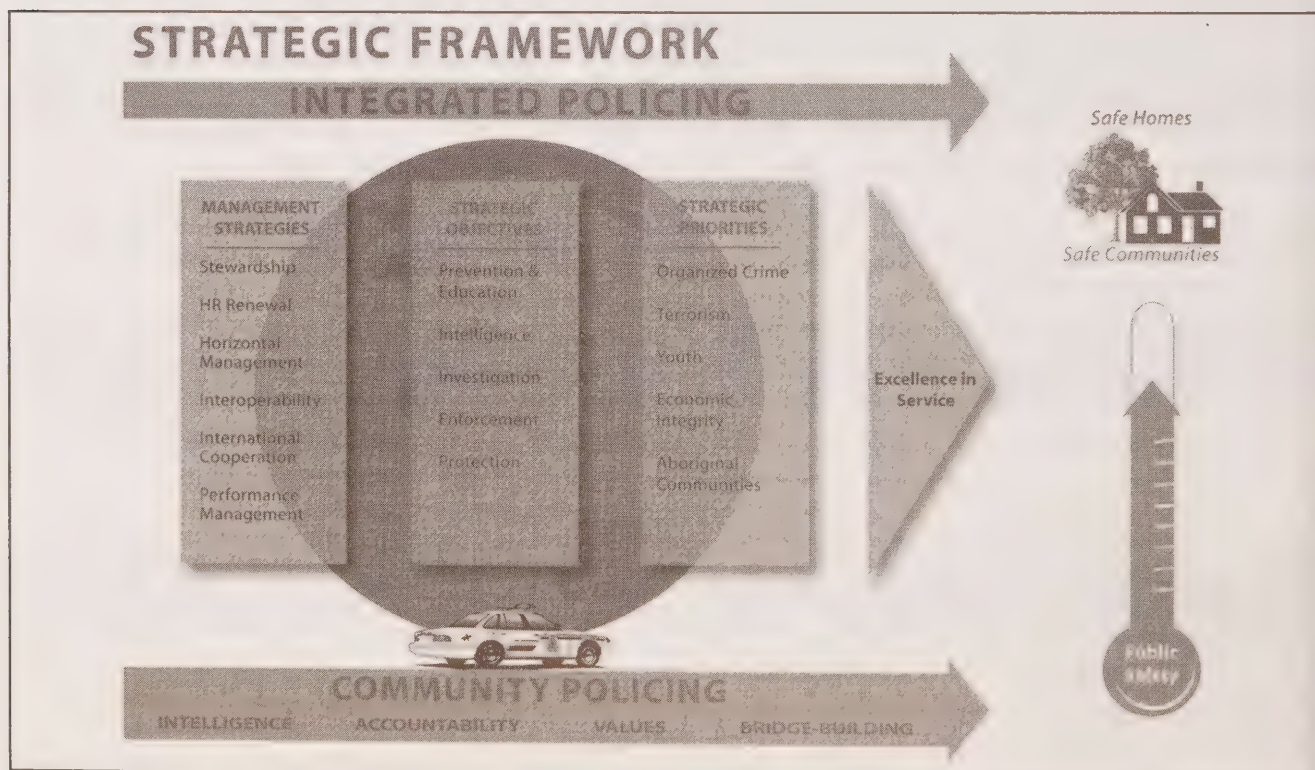 STRATEGIC FRAMEWORK
INTEGRATED POLICING
MANAGEMENT
STRATEGIES
Stewardship
HR Renewal
Horizontal
Management
Interoperability
International
Cooperation
Performance
Management
STRATEGIC
OBJECTIVES
Prevention &
Education
Intelligence
Investigation
Enforcement
Protection
STRATEGIC
PRIORITIES
Organized Crime
Terrorism
Youth
Economic
Integrity
Aboriginal
Communities
Excellence in
Service
Safe Homes
Safe Communities
Public
Safety
COMMUNITY POLICING
INTELLIGENCE ACCOUNTABILITY VALUES BRIDGE-BUILDING